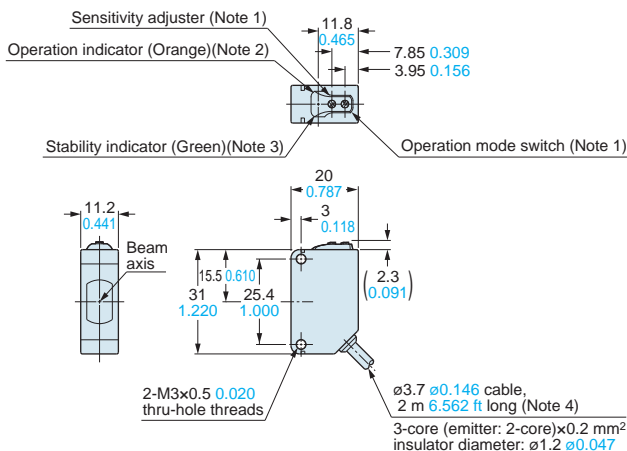 Sensitivity adjuster (Note 1)
11.8
0.465
Operation indicator (Orange)(Note 2)
7.85 0.309
3.95 0.156
Stability indicator (Green)(Note 3)
Operation mode switch (Note 1)
20
0.787
11.2
0.441
3
0.118
Beam
axis
15.5 0.610
31
1.220
25.4
1.000
(2.3
0.091)
2-M3×0.5 0.020
thru-hole threads
ø3.7 ø0.146 cable,
2 m 6.562 ft long (Note 4)
3-core (emitter: 2-core)×0.2 mm²
insulator diameter: ø1.2 ø0.047